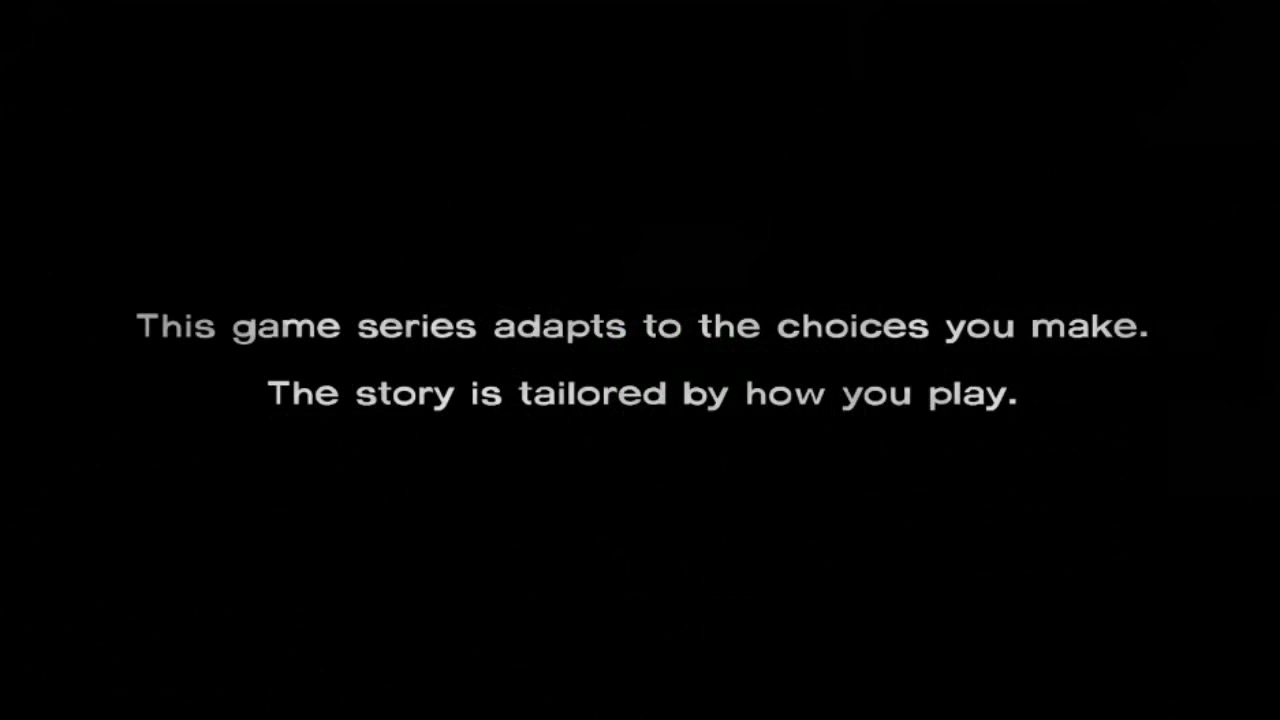 This game series adapts to the choices you make.
The story is tailored by how you play.